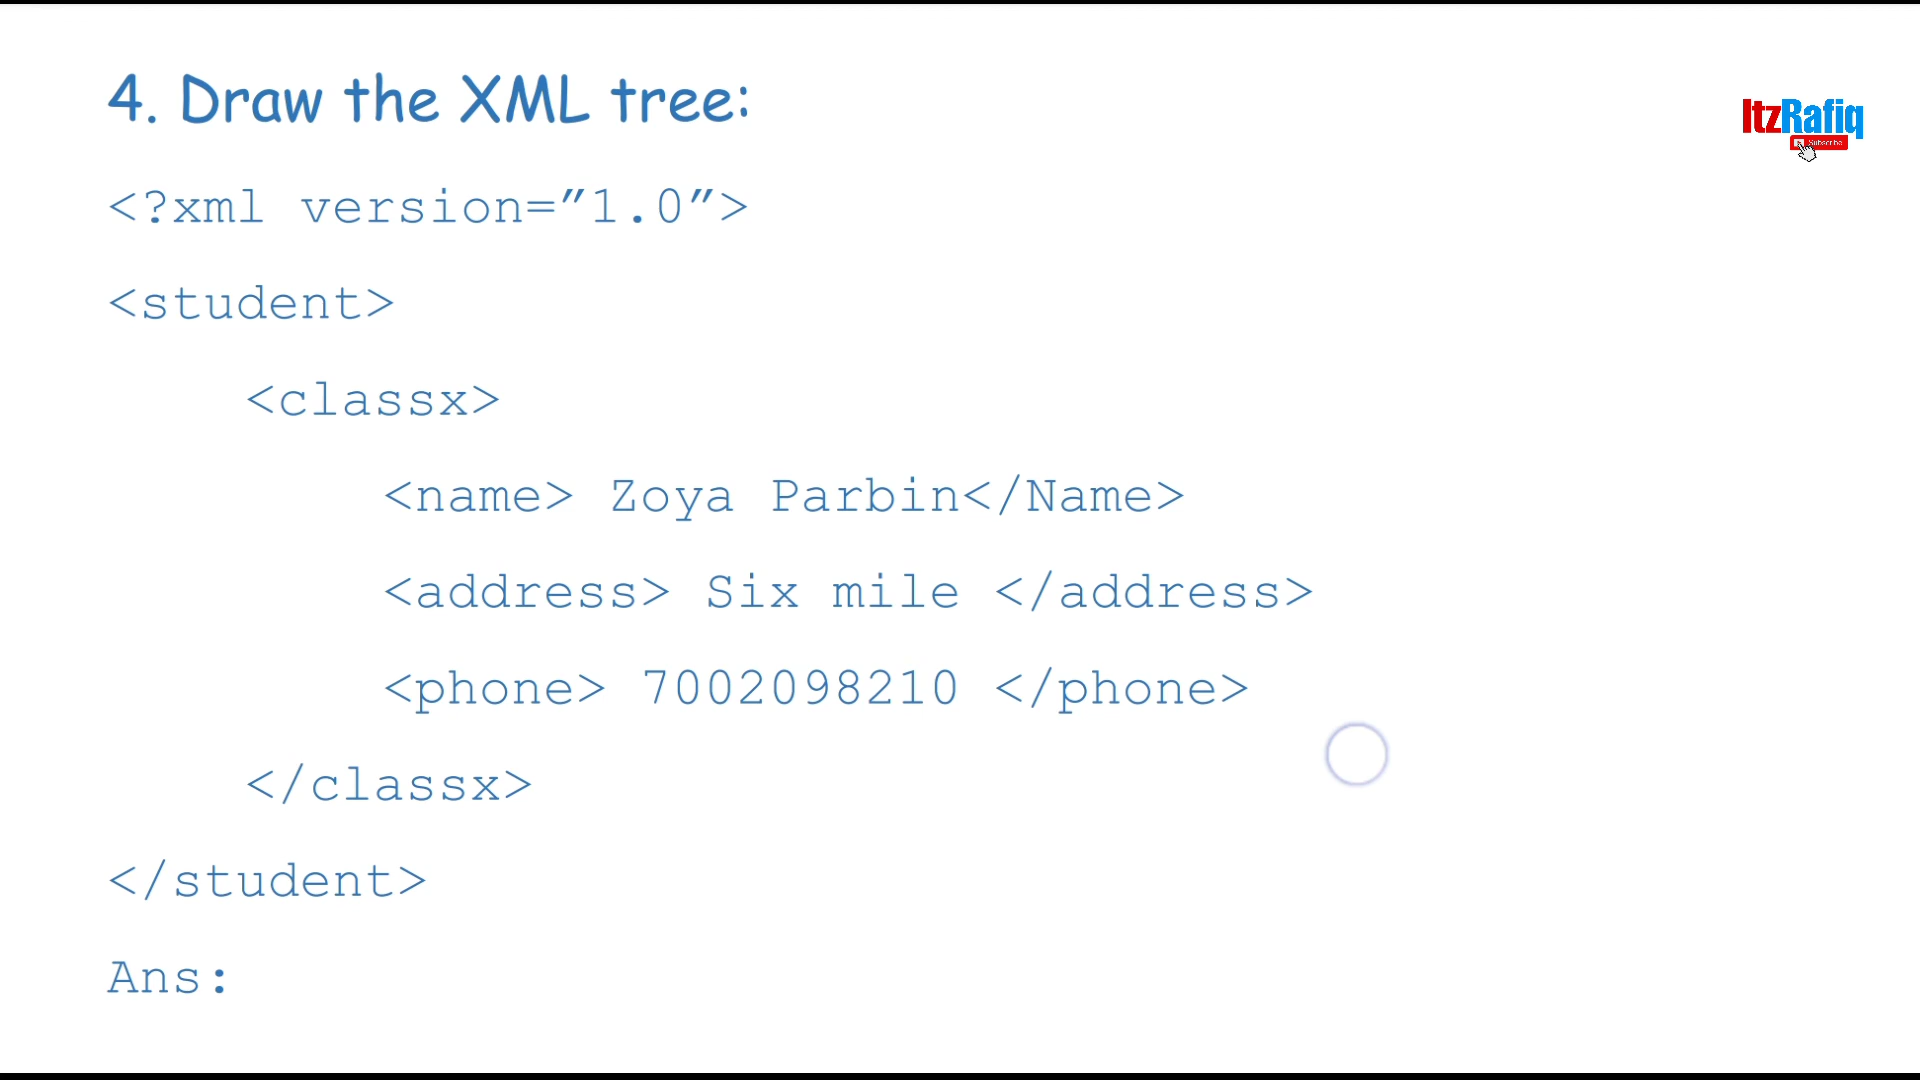 4. Draw the XML tree:
ItzRafiq
Subscribe
<?xml version=”1.0”>
<student>
<classx>
<name> Zoya Parbin</Name>
<address> Six mile </address>
<phone> 7002098210 </phone>
</classx>
</student>
Ans: